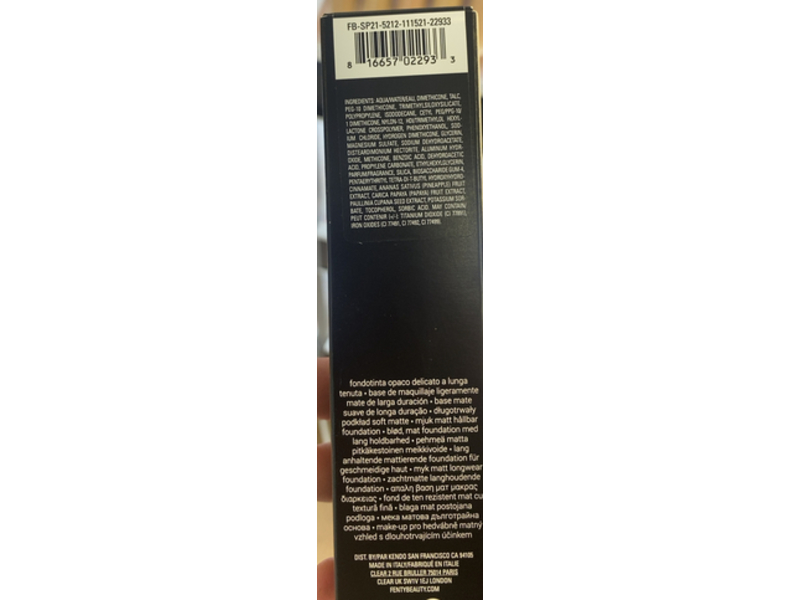 FB-SP21-5212-111521-22933
8 16657 02293 3
INGREDIENTS: AQUA/WATER/EAU, DIMETHICONE, TALC,
PEG-10 DIMETHICONE, TRIMETHYLSILOXYSILICATE,
POLYPROPYLENE, ISODODECANE, CETYL PEG/PPG-10/
1 DIMETHICONE, NYLON-12, HDI/TRIMETHYLOL HEXYL-
LACTONE CROSSPOLYMER, PHENOXYETHANOL, SOD-
IUM CHLORIDE, HYDROGEN DIMETHICONE, GLYCERIN,
MAGNESIUM SULFATE, SODIUM DEHYDROACETATE,
DISTEARDIMONIUM HECTORITE, ALUMINUM HYDR-
OXIDE, METHICONE, BENZOIC ACID, DEHYDROACETIC
ACID, PROPYLENE CARBONATE, ETHYLHEXYLGLYCERIN,
PARFUM/FRAGRANCE, SILICA, BIOSACCHARIDE GUM-4,
PENTAERYTHRITYL TETRA-DI-T-BUTYL HYDROXYHYDRO-
CINNAMATE, ANANAS SATIVUS (PINEAPPLE) FRUIT
EXTRACT, CARICA PAPAYA (PAPAYA) FRUIT EXTRACT,
PAULLINIA CUPANA SEED EXTRACT, POTASSIUM SOR-
BATE, TOCOPHEROL, SORBIC ACID. MAY CONTAIN/
PEUT CONTENIR (+/-): TITANIUM DIOXIDE (CI 77891),
IRON OXIDES (CI 77491, CI 77492, CI 77499).
fondotinta opaco delicato a lunga
tenuta • base de maquillaje ligeramente
mate de larga duración • base mate
suave de longa duração • długotrwały
podkład soft matte • mjuk matt hållbar
foundation • blød, mat foundation med
lang holdbarhed • pehmeä matta
pitkäkestoinen meikkivoide • lang
anhaltende mattierende foundation für
geschmeidige haut • myk matt longwear
foundation • zachtmatte langhoudende
foundation • απαλη βαση ματ μακρας
διαρκειας • fond de ten rezistent mat cu
textură fină • blaga mat postojana
podloga • мека матова дълготрайна
основа • make-up pro hedvábně matný
vzhled s dlouhotrvajícím účinkem
DIST. BY/PAR KENDO SAN FRANCISCO CA 94105
MADE IN ITALY/FABRIQUÉ EN ITALIE
CLEAR 2 RUE BRULLER 75014 PARIS
CLEAR UK SW1V 1EJ LONDON
FENTYBEAUTY.COM